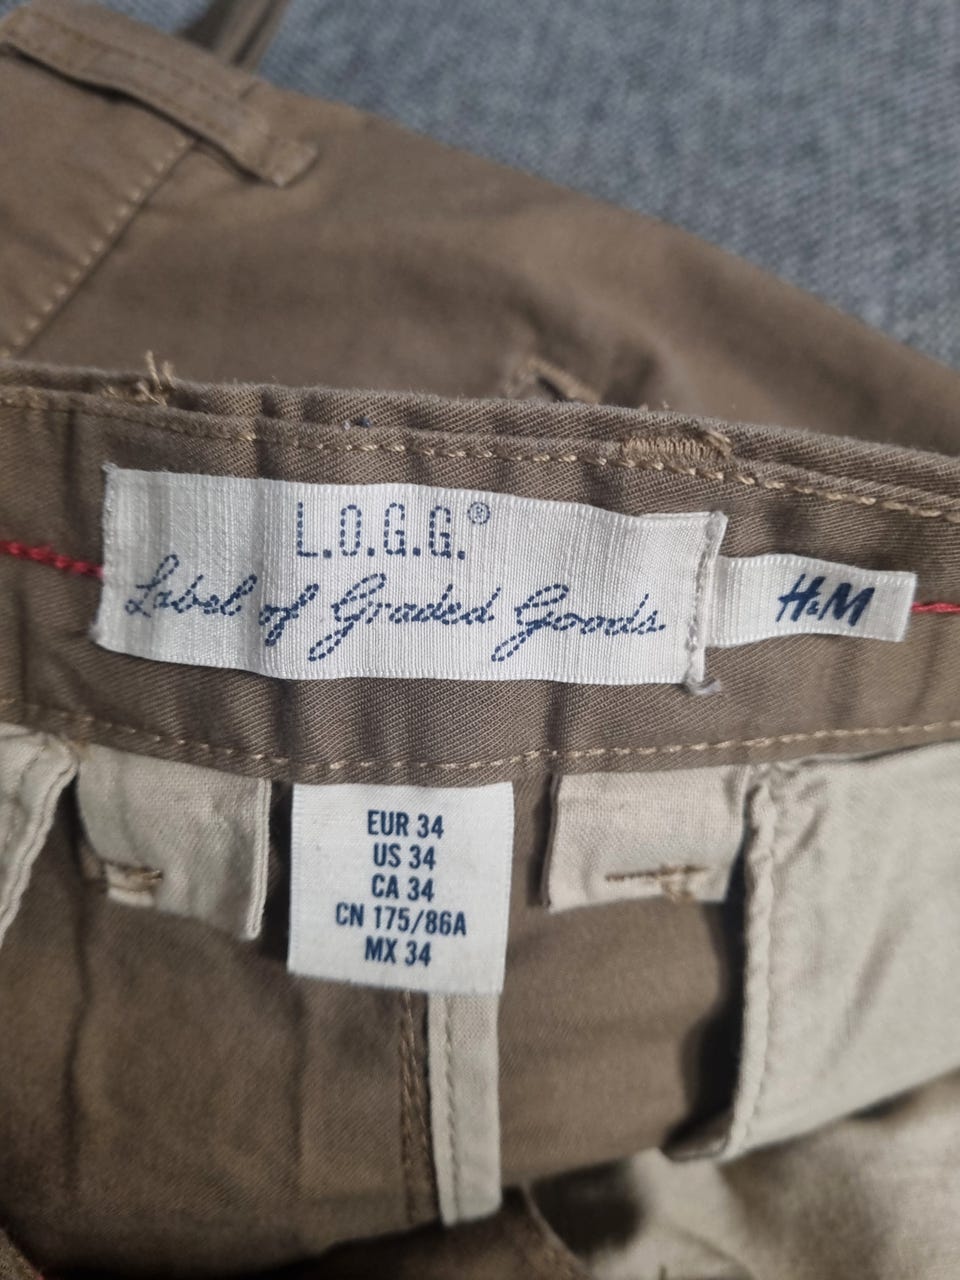 L.O.G.G.®
Label of Graded Goods.
H&M
EUR 34
US 34
CA 34
CN 175/86A
MX 34